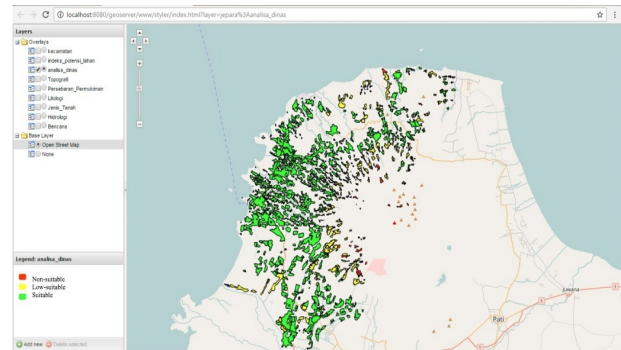 localhost:8080/geoserver/www/styler/index.html?layer=jepara%3Aanalisa_dinas
Layers
Overlays
kecamatan
indeks_potensi_lahan
analisa_dinas
Topografi
Persebaran_Permukiman
Litologi
Jenis_Tanah
Hidrologi
Bencana
Base Layer
Open Street Map
None
Legend: analisa_dinas
Non-suitable
Low-suitable
Suitable
Add new Delete selected
Juwana
Pati